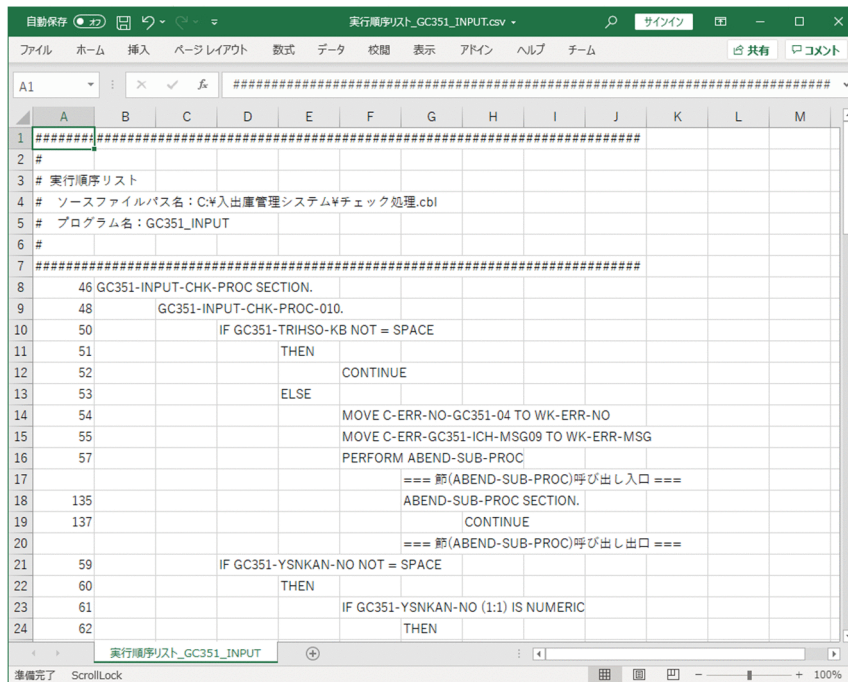 自動保存 オフ 実行順序リスト_GC351_INPUT.csv サインイン
ファイル ホーム 挿入 ページ レイアウト 数式 データ 校閲 表示 アドイン ヘルプ チーム 共有 コメント
A1 fx ##############################################################################
A B C D E F G H I J K L M
1 ################################################################################
2 #
3 # 実行順序リスト
4 # ソースファイルパス名：C:¥入出庫管理システム¥チェック処理.cbl
5 # プログラム名：GC351_INPUT
6 #
7 ################################################################################
8 46 GC351-INPUT-CHK-PROC SECTION.
9 48 GC351-INPUT-CHK-PROC-010.
10 50 IF GC351-TRIHSO-KB NOT = SPACE
11 51 THEN
12 52 CONTINUE
13 53 ELSE
14 54 MOVE C-ERR-NO-GC351-04 TO WK-ERR-NO
15 55 MOVE C-ERR-GC351-ICH-MSG09 TO WK-ERR-MSG
16 57 PERFORM ABEND-SUB-PROC
17 === 節(ABEND-SUB-PROC)呼び出し入口 ===
18 135 ABEND-SUB-PROC SECTION.
19 137 CONTINUE
20 === 節(ABEND-SUB-PROC)呼び出し出口 ===
21 59 IF GC351-YSNKAN-NO NOT = SPACE
22 60 THEN
23 61 IF GC351-YSNKAN-NO (1:1) IS NUMERIC
24 62 THEN
実行順序リスト_GC351_INPUT
準備完了 ScrollLock 100%